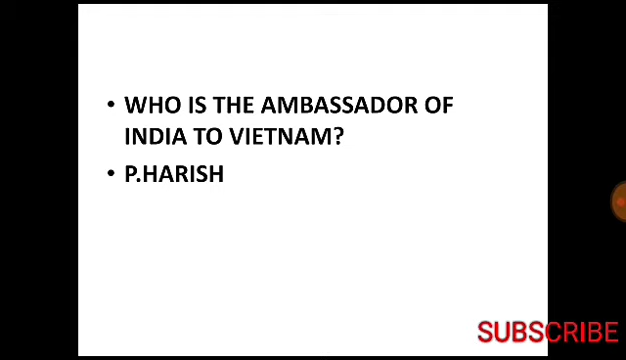 • WHO IS THE AMBASSADOR OF
INDIA TO VIETNAM?
• P.HARISH
SUBSCRIBE